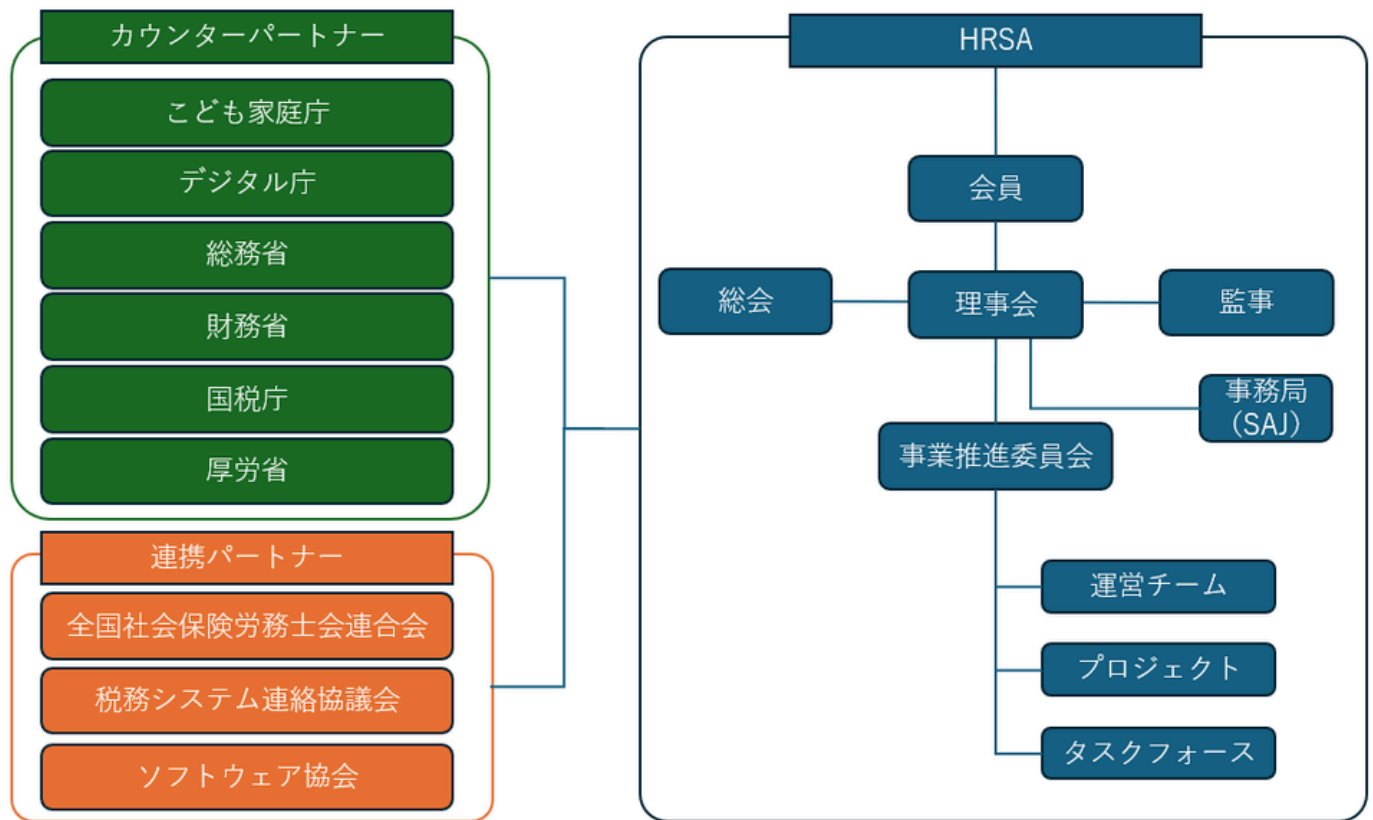 カウンターパートナー
こども家庭庁
デジタル庁
総務省
財務省
国税庁
厚労省
連携パートナー
全国社会保険労務士会連合会
税務システム連絡協議会
ソフトウェア協会
HRSA
会員
総会
理事会
監事
事務局
（SAJ）
事業推進委員会
運営チーム
プロジェクト
タスクフォース